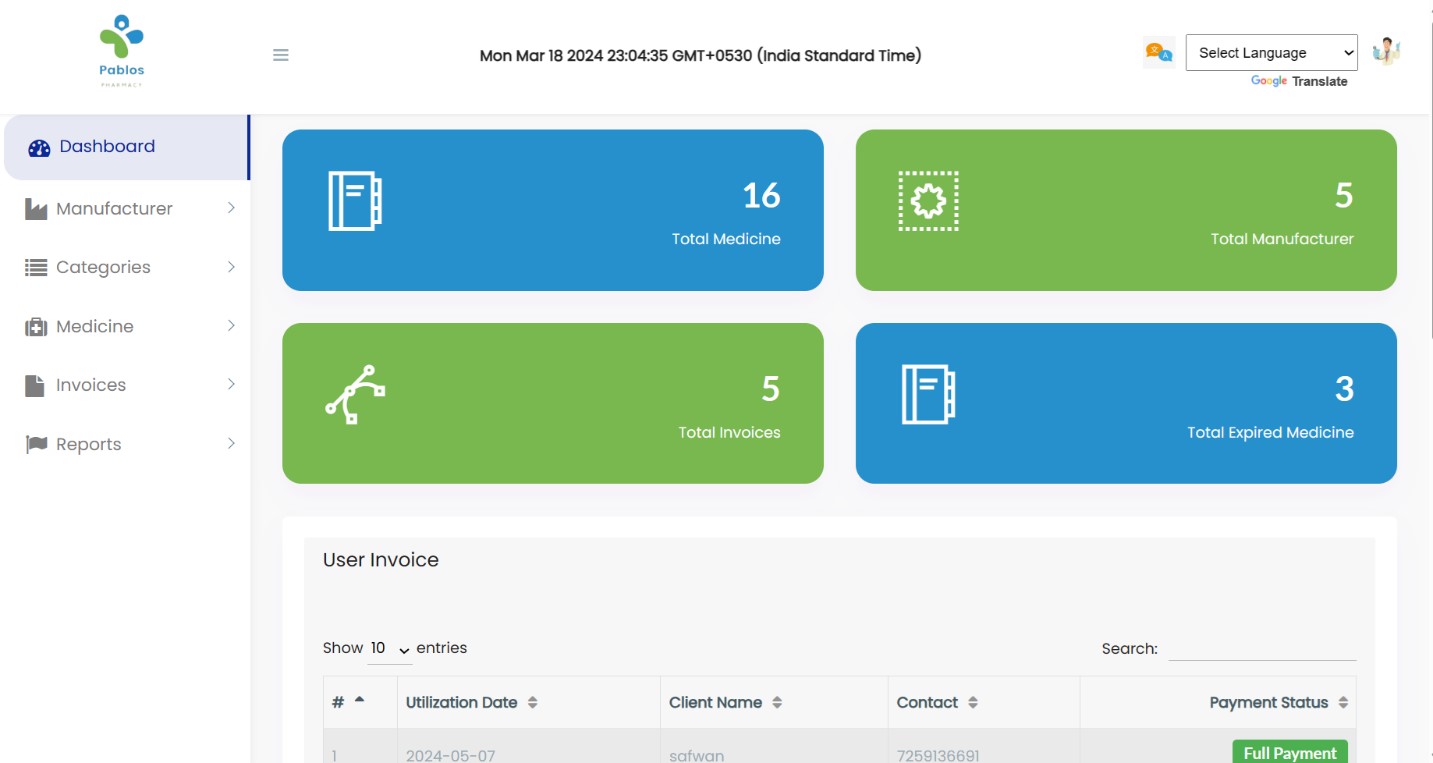 Pablos
PHARMACY
Mon Mar 18 2024 23:04:35 GMT+0530 (India Standard Time)
Select Language
Google Translate
Dashboard
Manufacturer
Categories
Medicine
Invoices
Reports
16
Total Medicine
5
Total Manufacturer
5
Total Invoices
3
Total Expired Medicine
User Invoice
Show 10 entries
Search:
# Utilization Date Client Name Contact Payment Status
1 2024-05-07 safwan 7259136691 Full Payment